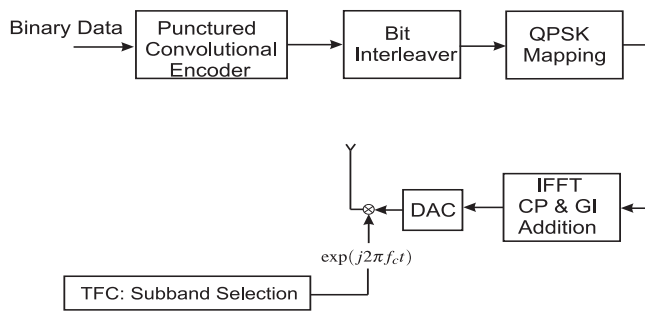 Binary Data
Punctured
Convolutional
Encoder
Bit
Interleaver
QPSK
Mapping
IFFT
CP & GI
Addition
DAC
exp(j2πf_ct)
TFC: Subband Selection